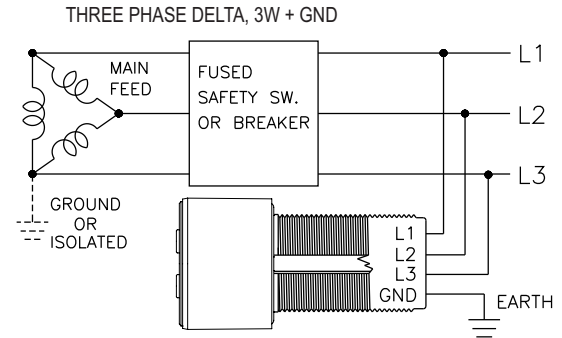 THREE PHASE DELTA, 3W + GND
MAIN
FEED
FUSED
SAFETY SW.
OR BREAKER
L1
L2
L3
GROUND
OR
ISOLATED
L1
L2
L3
GND
EARTH